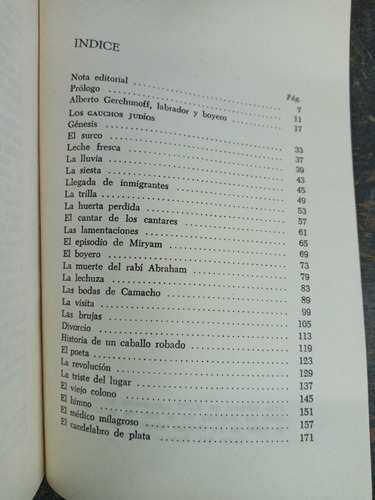 INDICE
Pág.
Nota editorial 7
Prólogo 11
Alberto Gerchunoff, labrador y boyero 17
LOS GAUCHOS JUDÍOS
Génesis 33
El surco 37
Leche fresca 39
La lluvia 43
La siesta 45
Llegada de inmigrantes 49
La trilla 53
La huerta perdida 57
El cantar de los cantares 61
Las lamentaciones 65
El episodio de Miryam 69
El boyero 73
La muerte del rabí Abraham 79
La lechuza 83
Las bodas de Camacho 89
La visita 99
Las brujas 105
Divorcio 113
Historia de un caballo robado 119
El poeta 123
La revolución 129
La triste del lugar 137
El viejo colono 145
El himno 151
El médico milagroso 157
El candelabro de plata 171